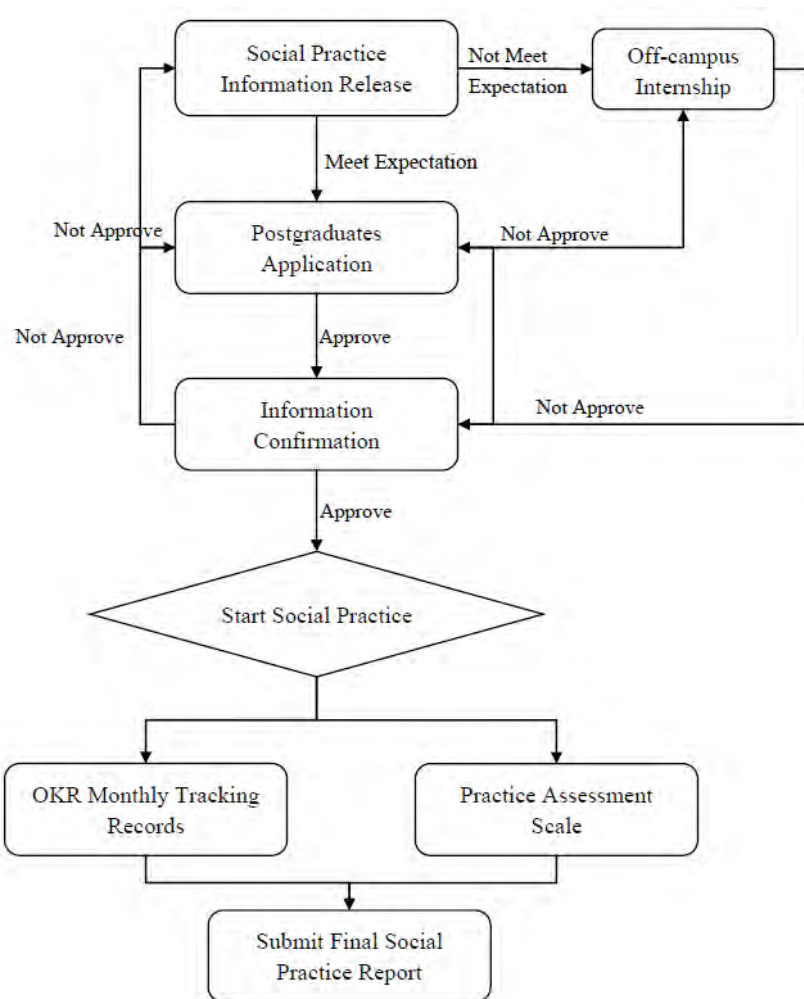 Social Practice
Information Release
Not Meet
Expectation
Off-campus
Internship
Meet Expectation
Not Approve
Postgraduates
Application
Not Approve
Not Approve
Approve
Information
Confirmation
Not Approve
Approve
Start Social Practice
OKR Monthly Tracking
Records
Practice Assessment
Scale
Submit Final Social
Practice Report